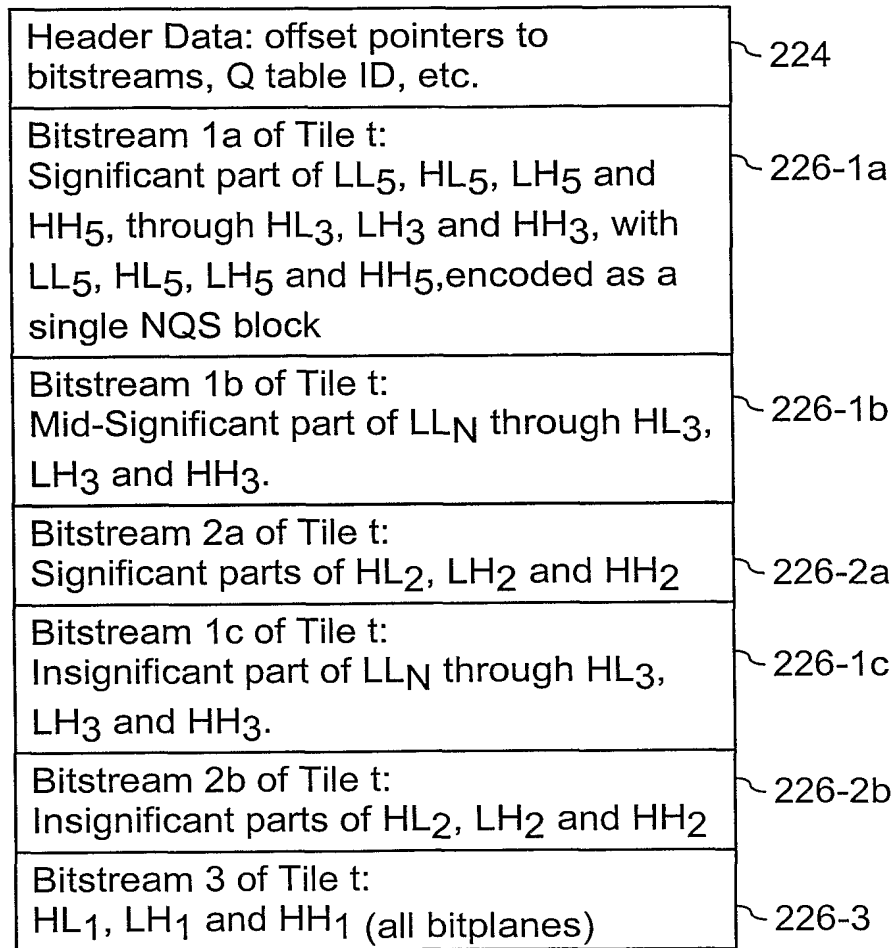 Header Data: offset pointers to
bitstreams, Q table ID, etc.
224
Bitstream 1a of Tile t:
Significant part of LL5, HL5, LH5 and
HH5, through HL3, LH3 and HH3, with
LL5, HL5, LH5 and HH5,encoded as a
single NQS block
226-1a
Bitstream 1b of Tile t:
Mid-Significant part of LLN through HL3,
LH3 and HH3.
226-1b
Bitstream 2a of Tile t:
Significant parts of HL2, LH2 and HH2
226-2a
Bitstream 1c of Tile t:
Insignificant part of LLN through HL3,
LH3 and HH3.
226-1c
Bitstream 2b of Tile t:
Insignificant parts of HL2, LH2 and HH2
226-2b
Bitstream 3 of Tile t:
HL1, LH1 and HH1 (all bitplanes)
226-3